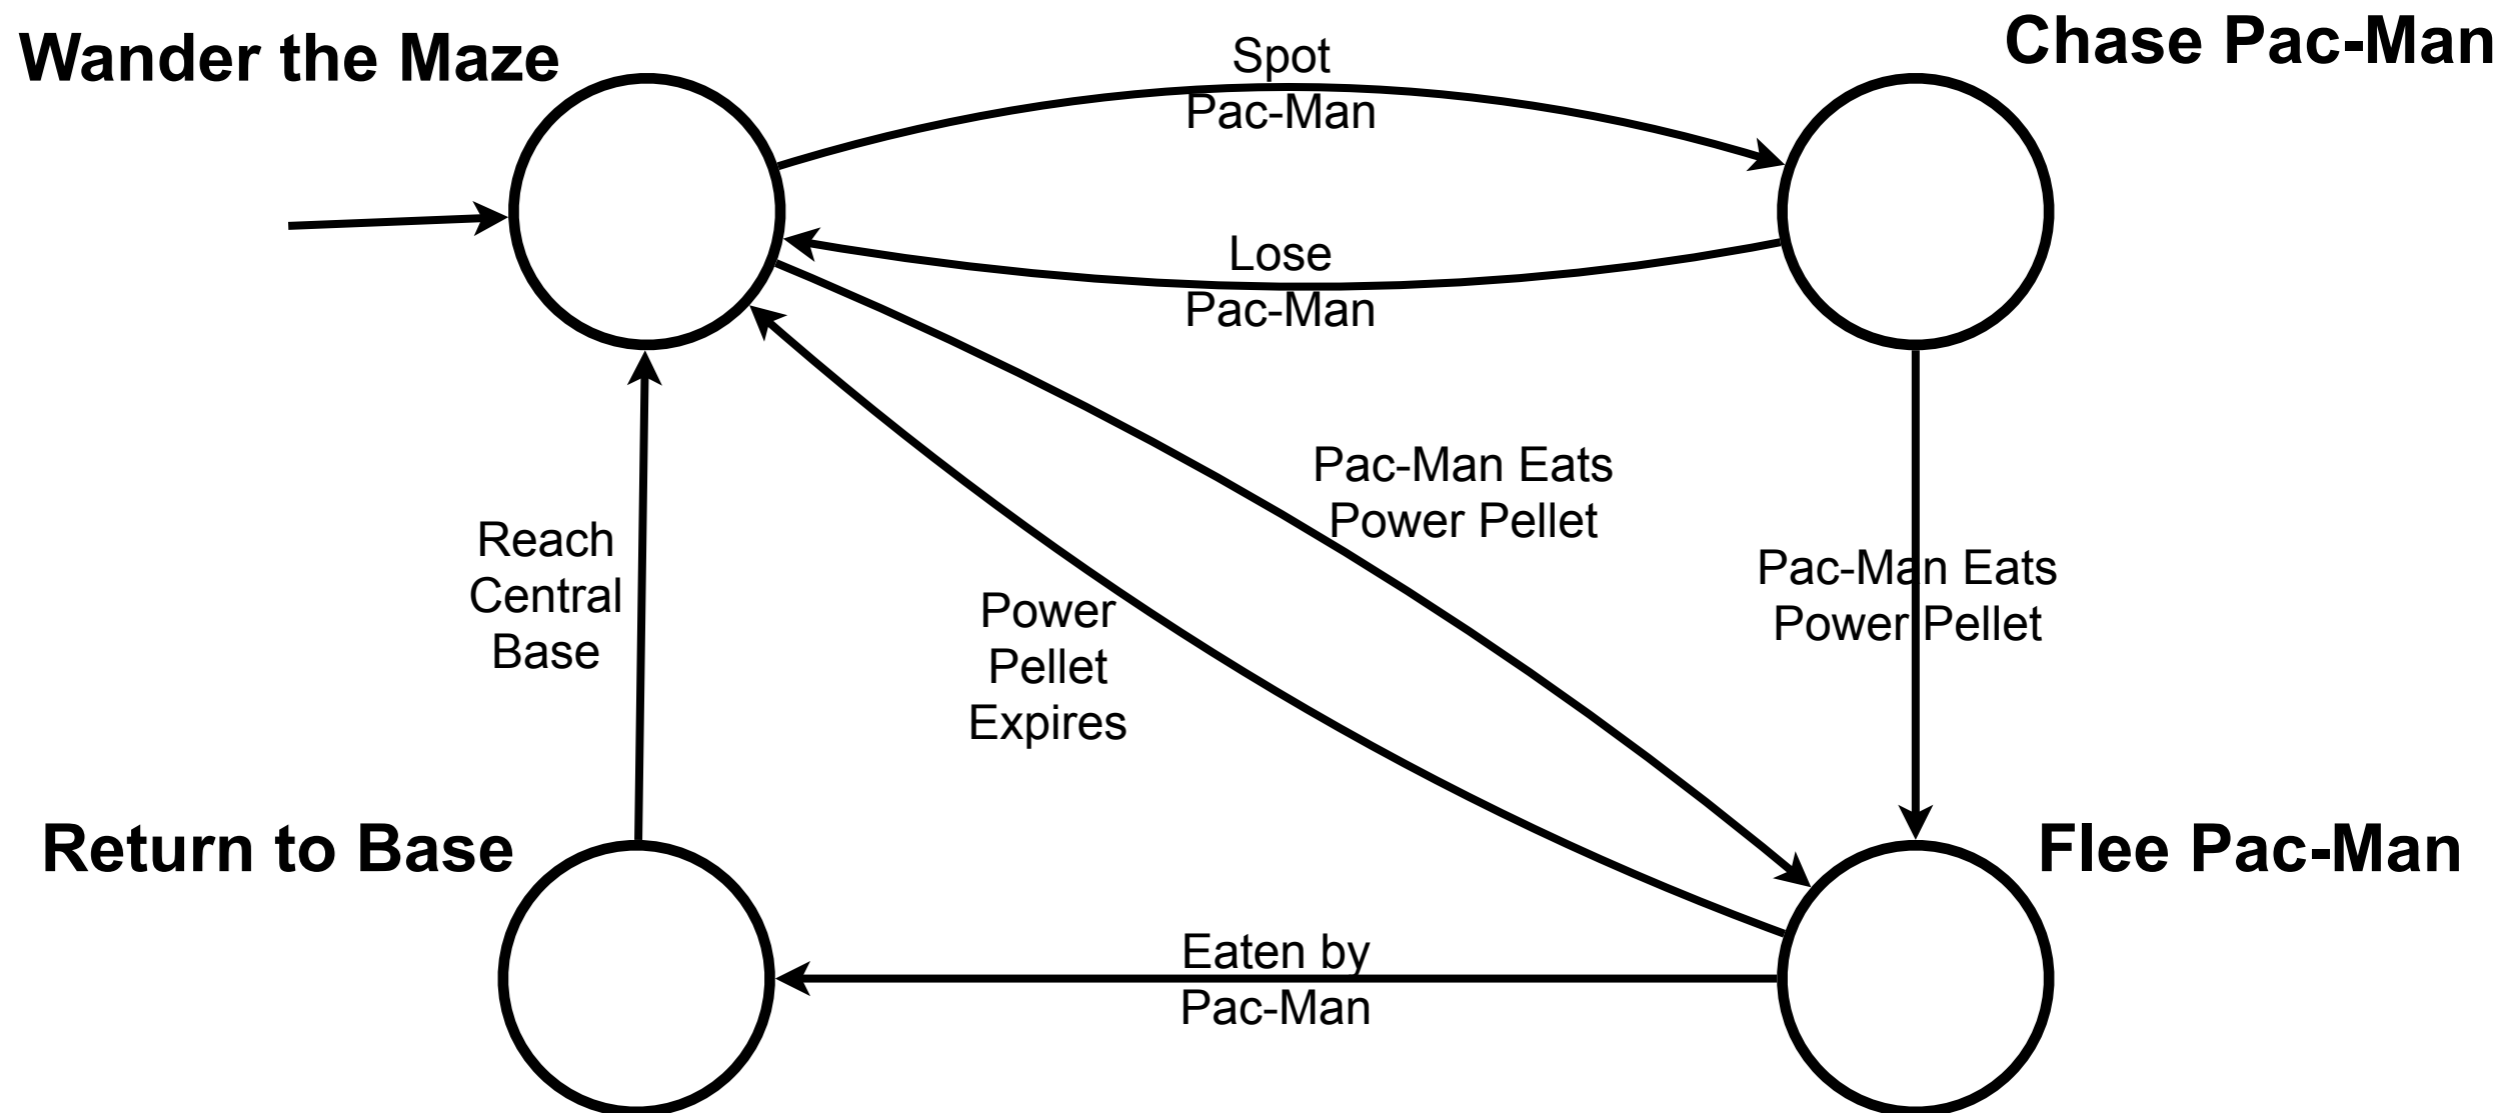 Wander the Maze
Spot
Pac-Man
Chase Pac-Man
Lose
Pac-Man
Pac-Man Eats
Power Pellet
Reach
Central
Base
Pac-Man Eats
Power Pellet
Power
Pellet
Expires
Return to Base
Flee Pac-Man
Eaten by
Pac-Man